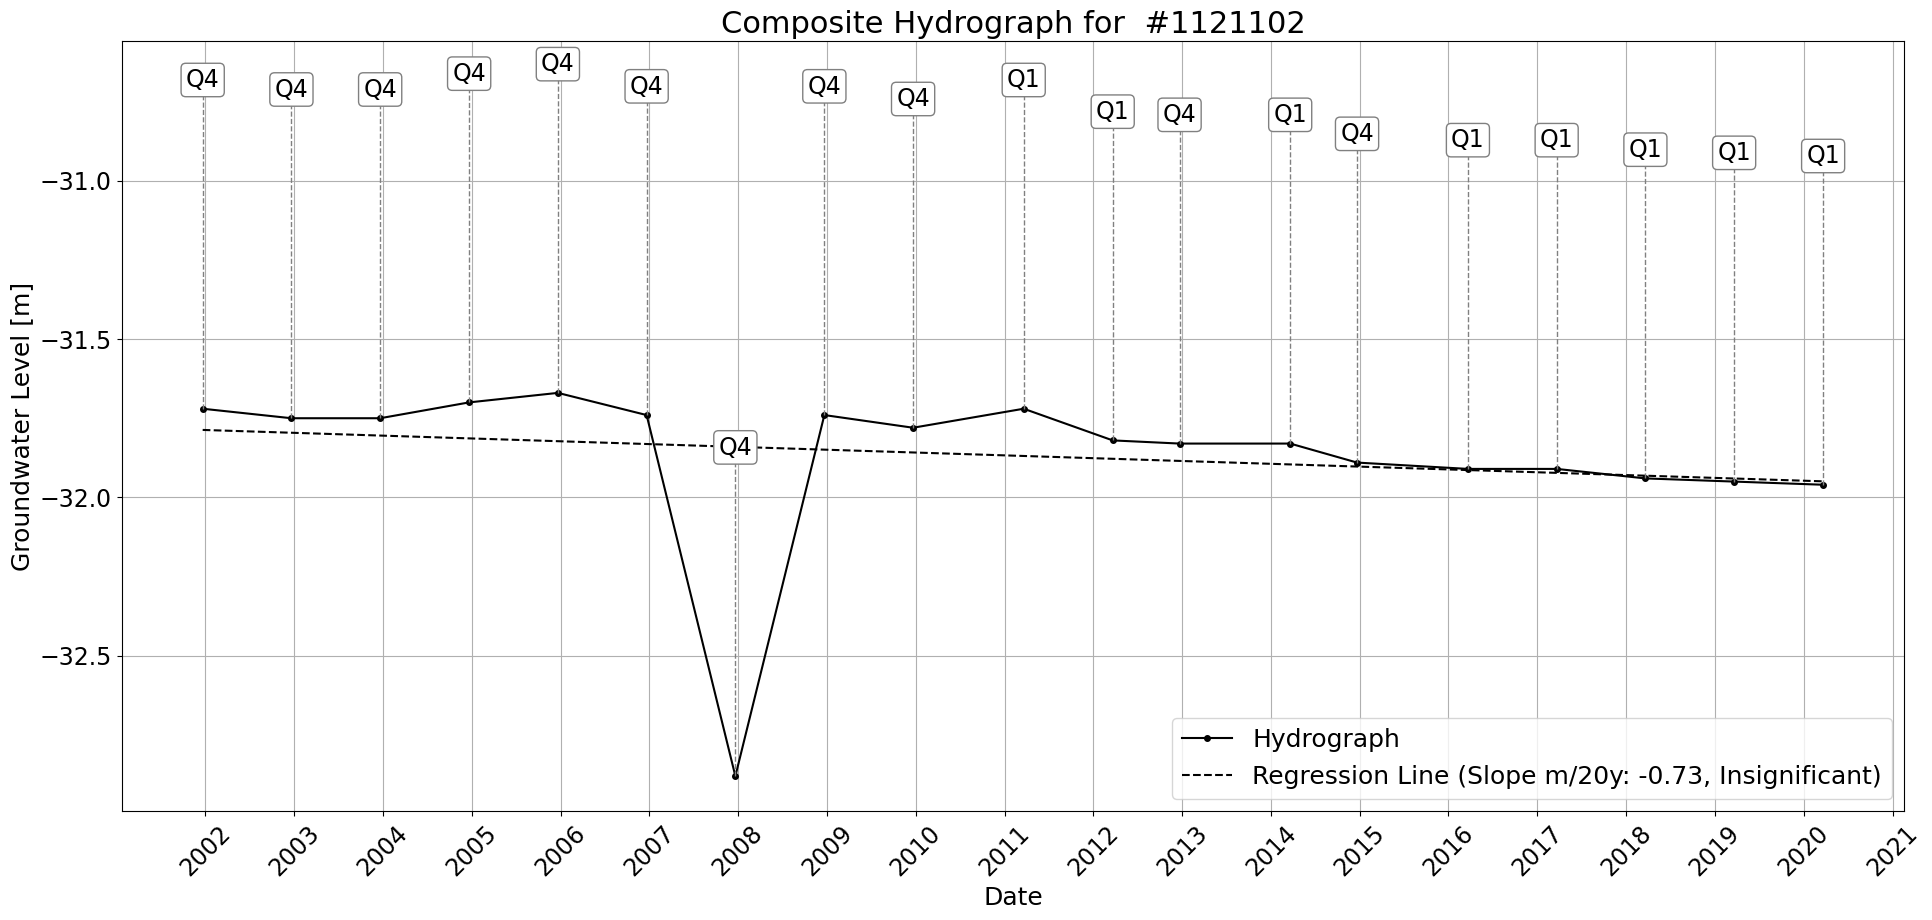 Composite Hydrograph for  #1121102
Q4
Q4
Q4
Q4
Q4
Q4
Q4
Q4
Q4
Q1
Q1
Q4
Q1
Q4
Q1
Q1
Q1
Q1
Q1
Groundwater Level [m]
−31.0
−31.5
−32.0
−32.5
Hydrograph
Regression Line (Slope m/20y: -0.73, Insignificant)
2002
2003
2004
2005
2006
2007
2008
2009
2010
2011
2012
2013
2014
2015
2016
2017
2018
2019
2020
2021
Date